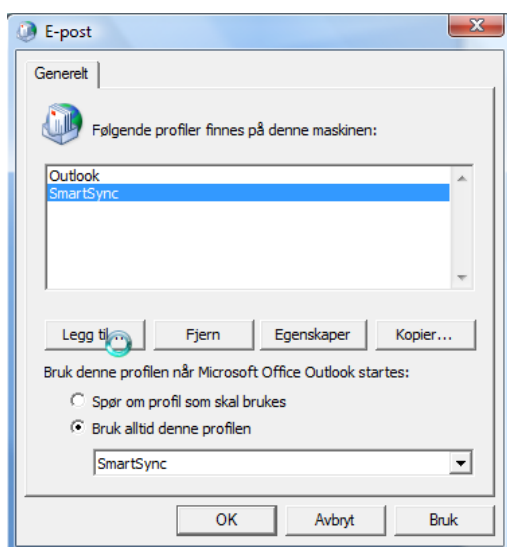 E-post
Generelt
Følgende profiler finnes på denne maskinen:
Outlook
SmartSync
Legg til... Fjern Egenskaper Kopier...
Bruk denne profilen når Microsoft Office Outlook startes:
Spør om profil som skal brukes
Bruk alltid denne profilen
SmartSync
OK Avbryt Bruk